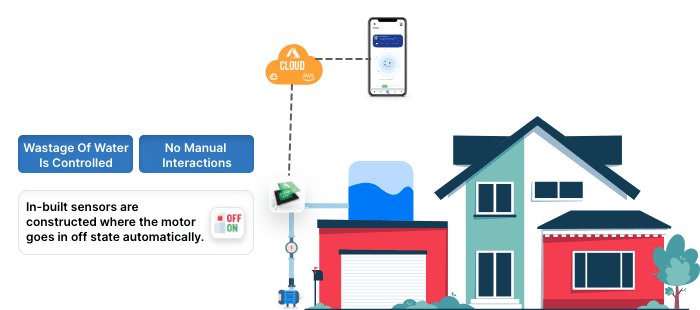 CLOUD
AWS
Wastage Of Water
Is Controlled
No Manual
Interactions
In-built sensors are
constructed where the motor
goes in off state automatically.
OFF
ON